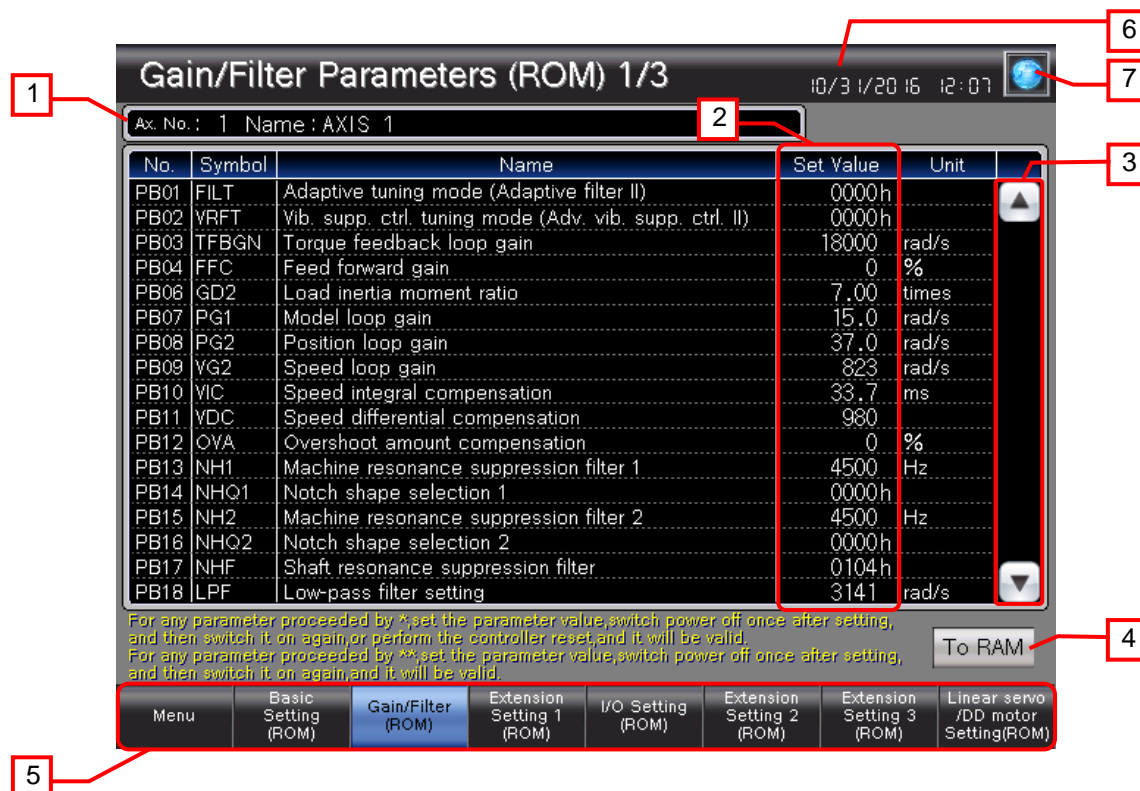 6
Gain/Filter Parameters (ROM) 1/3
10/31/2016 12:07
7
1
Ax. No.: 1 Name:AXIS 1
2
No. Symbol Name Set Value Unit
3
PB01 FILT Adaptive tuning mode (Adaptive filter II) 0000h
PB02 VRFT Vib. supp. ctrl. tuning mode (Adv. vib. supp. ctrl. II) 0000h
PB03 TFBGN Torque feedback loop gain 18000 rad/s
PB04 FFC Feed forward gain 0 %
PB06 GD2 Load inertia moment ratio 7.00 times
PB07 PG1 Model loop gain 15.0 rad/s
PB08 PG2 Position loop gain 37.0 rad/s
PB09 VG2 Speed loop gain 823 rad/s
PB10 VIC Speed integral compensation 33.7 ms
PB11 VDC Speed differential compensation 980
PB12 OVA Overshoot amount compensation 0 %
PB13 NH1 Machine resonance suppression filter 1 4500 Hz
PB14 NHQ1 Notch shape selection 1 0000h
PB15 NH2 Machine resonance suppression filter 2 4500 Hz
PB16 NHQ2 Notch shape selection 2 0000h
PB17 NHF Shaft resonance suppression filter 0104h
PB18 LPF Low-pass filter setting 3141 rad/s
For any parameter proceeded by *,set the parameter value,switch power off once after setting,
and then switch it on again,or perform the controller reset,and it will be valid.
For any parameter proceeded by **,set the parameter value,switch power off once after setting,
and then switch it on again,and it will be valid.
To RAM
4
Menu
Basic
Setting
(ROM)
Gain/Filter
(ROM)
Extension
Setting 1
(ROM)
I/O Setting
(ROM)
Extension
Setting 2
(ROM)
Extension
Setting 3
(ROM)
Linear servo
/DD motor
Setting(ROM)
5